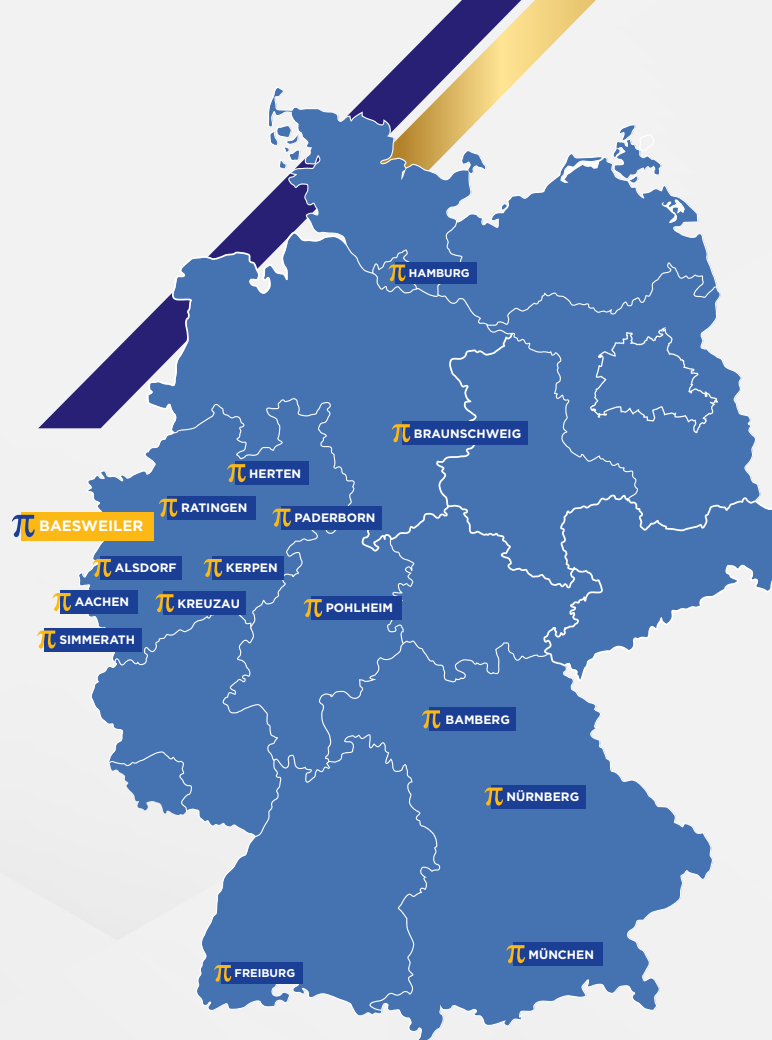 π HAMBURG
π BRAUNSCHWEIG
π HERTEN
π RATINGEN
π PADERBORN
π BAESWEILER
π ALSDORF
π KERPEN
π AACHEN
π KREUZAU
π POHLHEIM
π SIMMERATH
π BAMBERG
π NÜRNBERG
π MÜNCHEN
π FREIBURG